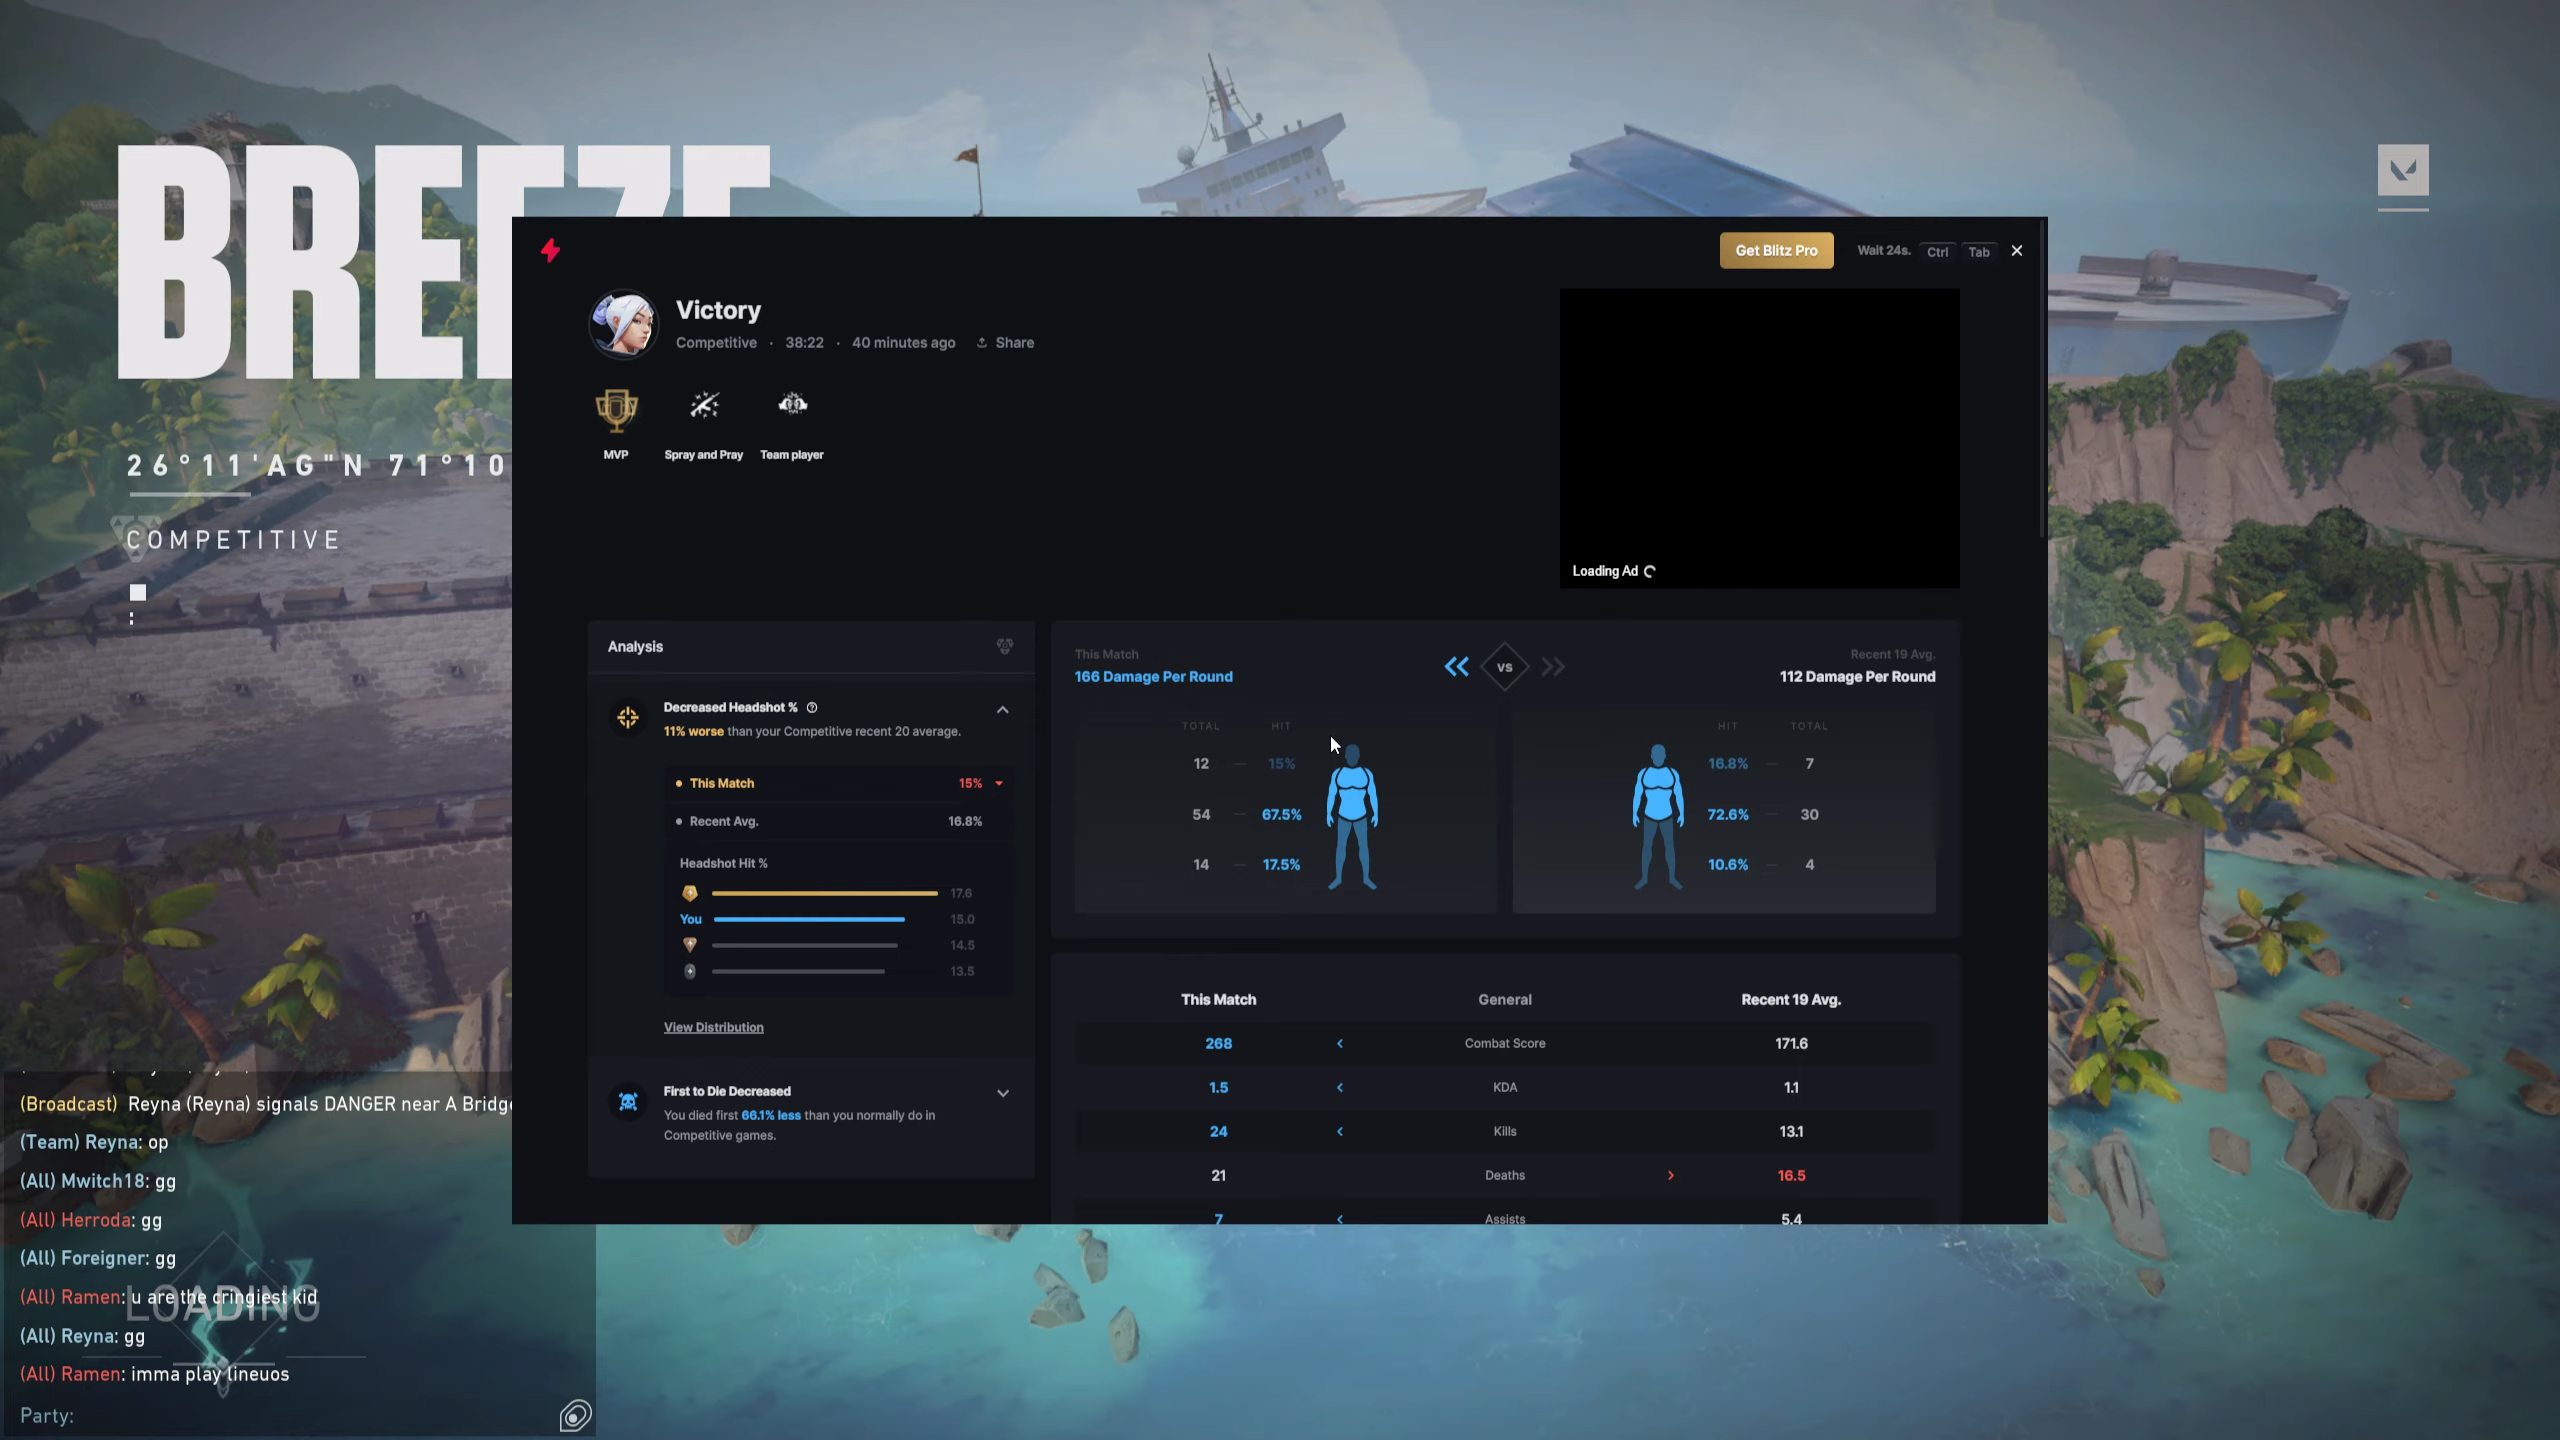 BREEZE
26°11'AG"N 71°10
COMPETITIVE
:
Get Blitz Pro
Wait 24s. Ctrl Tab
Victory
Competitive · 38:22 · 40 minutes ago Share
MVP
Spray and Pray
Team player
Loading Ad
Analysis
Decreased Headshot %
11% worse than your Competitive recent 20 average.
This Match 15%
Recent Avg. 16.8%
Headshot Hit %
17.6
You 15.0
14.5
13.5
View Distribution
First to Die Decreased
You died first 66.1% less than you normally do in
Competitive games.
This Match
166 Damage Per Round
VS
Recent 19 Avg.
112 Damage Per Round
TOTAL HIT
12 — 15%
54 — 67.5%
14 — 17.5%
HIT TOTAL
16.8% — 7
72.6% — 30
10.6% — 4
This Match General Recent 19 Avg.
268 Combat Score 171.6
1.5 KDA 1.1
24 Kills 13.1
21 Deaths 16.5
7 Assists 5.4
(Broadcast) Reyna (Reyna) signals DANGER near A Bridge
(Team) Reyna: op
(All) Mwitch18: gg
(All) Herroda: gg
(All) Foreigner: gg
(All) Ramen: u are the cringiest kid
LOADING
(All) Reyna: gg
(All) Ramen: imma play lineuos
Party: